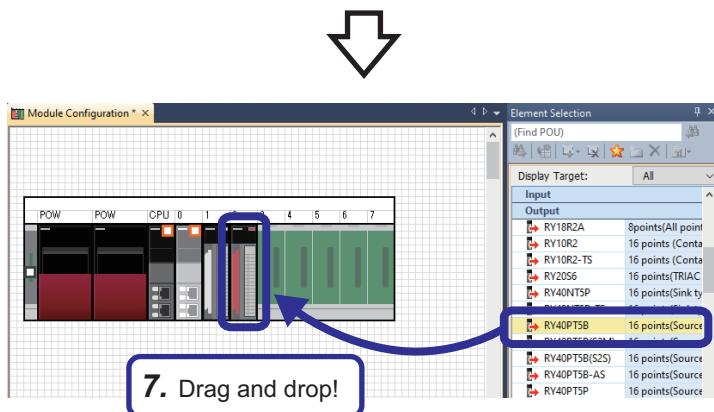 Module Configuration * ×
Element Selection
(Find POU)
Display Target: All
Input
Output
POW POW CPU 0 1 3 4 5 6 7
RY18R2A 8points(All point
RY10R2 16 points (Conta
RY10R2-TS 16 points (Conta
RY20S6 16 points(TRIAC
RY40NT5P 16 points(Sink ty
RY40PT5B 16 points(Source
RY40PT5B(S2S) 16 points(Source
RY40PT5B-AS 16 points(Source
RY40PT5P 16 points(Source
7. Drag and drop!